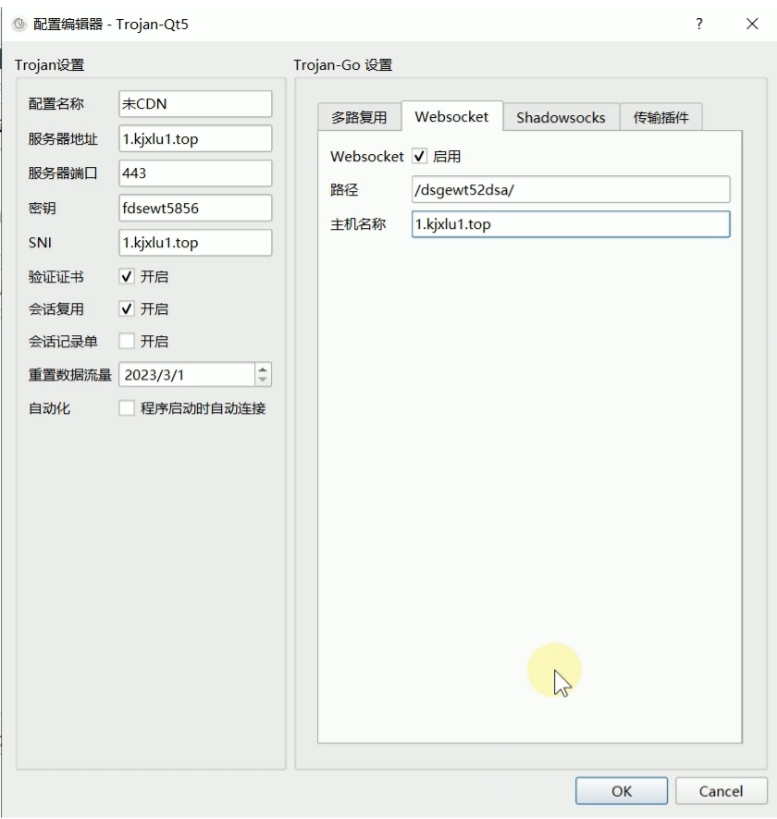 配置编辑器 - Trojan-Qt5
?
Trojan设置
配置名称 未CDN
服务器地址 1.kjxlu1.top
服务器端口 443
密钥 fdsewt5856
SNI 1.kjxlu1.top
验证证书 开启
会话复用 开启
会话记录单 开启
重置数据流量 2023/3/1
自动化 程序启动时自动连接
Trojan-Go 设置
多路复用 Websocket Shadowsocks 传输插件
Websocket 启用
路径 /dsgewt52dsa/
主机名称 1.kjxlu1.top
OK Cancel